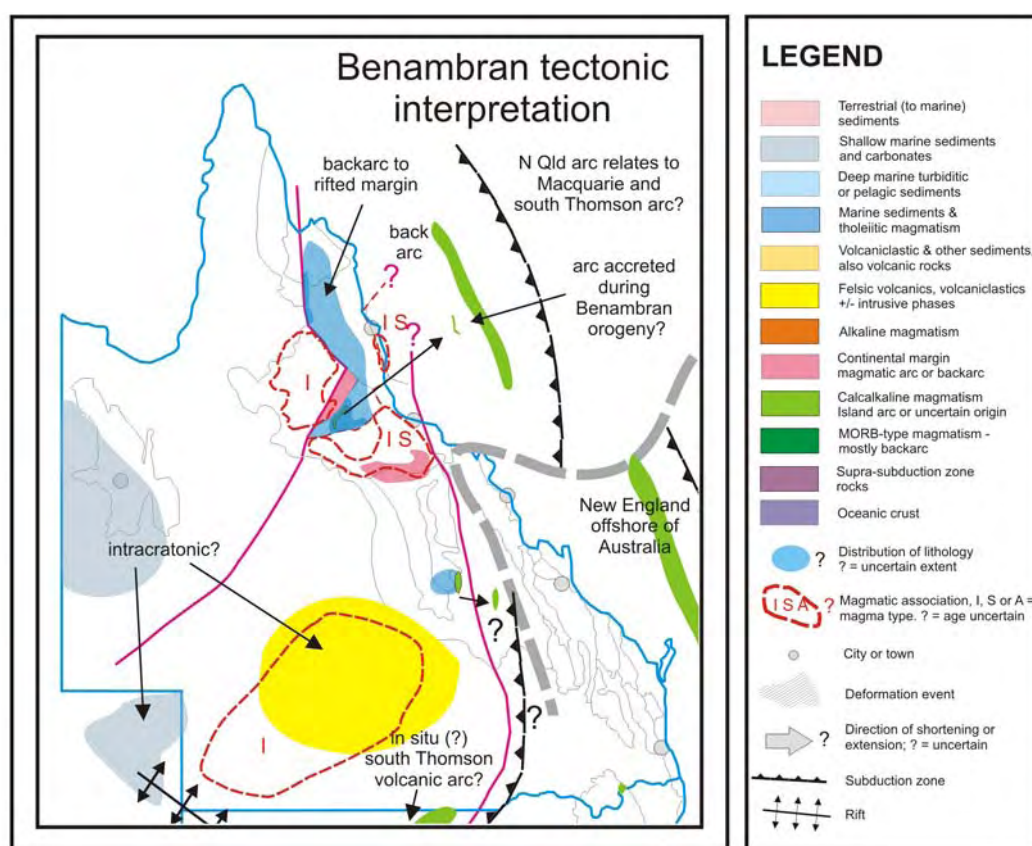 Benambran tectonic
interpretation
backarc to
rifted margin
N Qld arc relates to
Macquarie and
south Thomson arc?
back
arc
?
arc accreted
during
Benambran
orogeny?
I S
?
I
I S
New England
offshore of
Australia
intracratonic?
?
?
I
In situ (?)
south Thomson
volcanic arc?
LEGEND
Terrestrial (to marine)
sediments
Shallow marine sediments
and carbonates
Deep marine turbiditic
or pelagic sediments
Marine sediments &
tholeiitic magmatism
Volcaniclastic & other sediments,
also volcanic rocks
Felsic volcanics, volcaniclastics
+/- intrusive phases
Alkaline magmatism
Continental margin
magmatic arc or backarc
Calcalkaline magmatism
Island arc or uncertain origin
MORB-type magmatism -
mostly backarc
Supra-subduction zone
rocks
Oceanic crust
? Distribution of lithology
? = uncertain extent
I S A ? Magmatic association, I, S or A =
magma type. ? = age uncertain
City or town
Deformation event
? Direction of shortening or
extension; ? = uncertain
Subduction zone
Rift